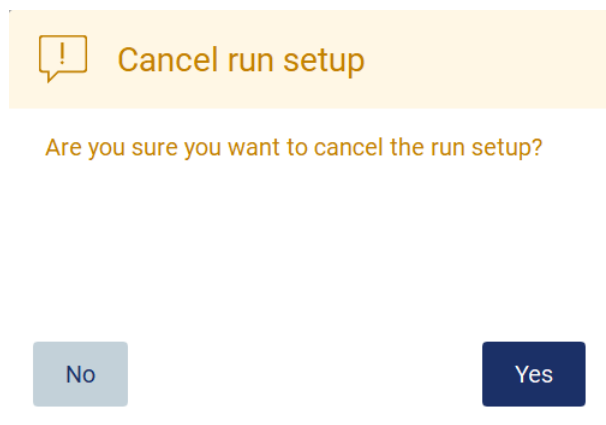 Cancel run setup
Are you sure you want to cancel the run setup?
No
Yes